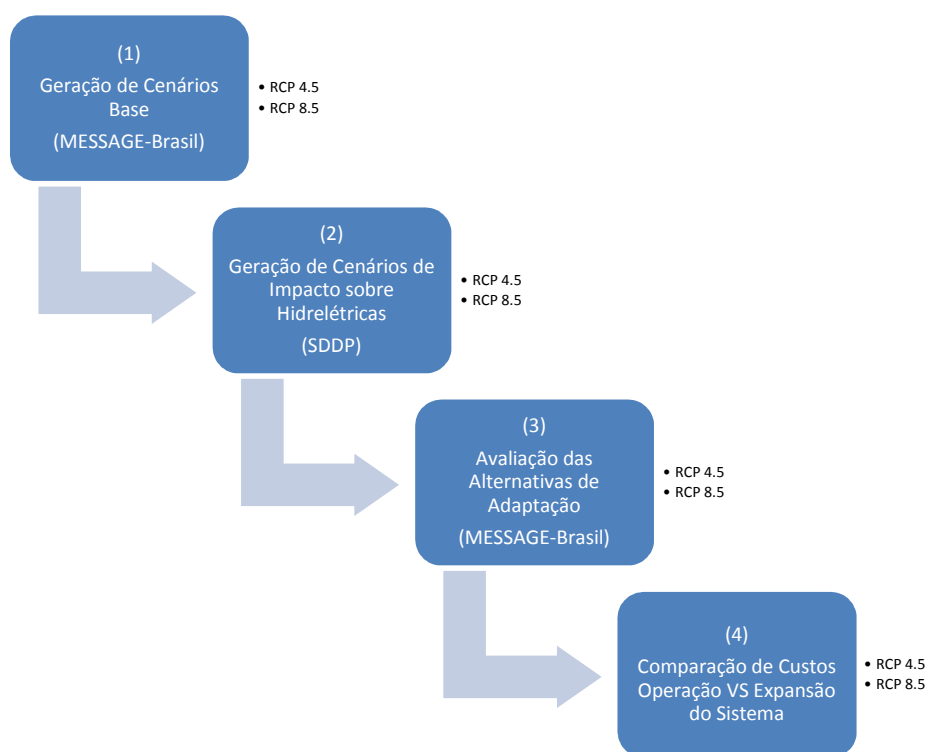 (1)
Geração de Cenários
Base
(MESSAGE-Brasil)
• RCP 4.5
• RCP 8.5
(2)
Geração de Cenários de
Impacto sobre
Hidrelétricas
(SDDP)
• RCP 4.5
• RCP 8.5
(3)
Avaliação das
Alternativas de
Adaptação
(MESSAGE-Brasil)
• RCP 4.5
• RCP 8.5
(4)
Comparação de Custos
Operação VS Expansão
do Sistema
• RCP 4.5
• RCP 8.5